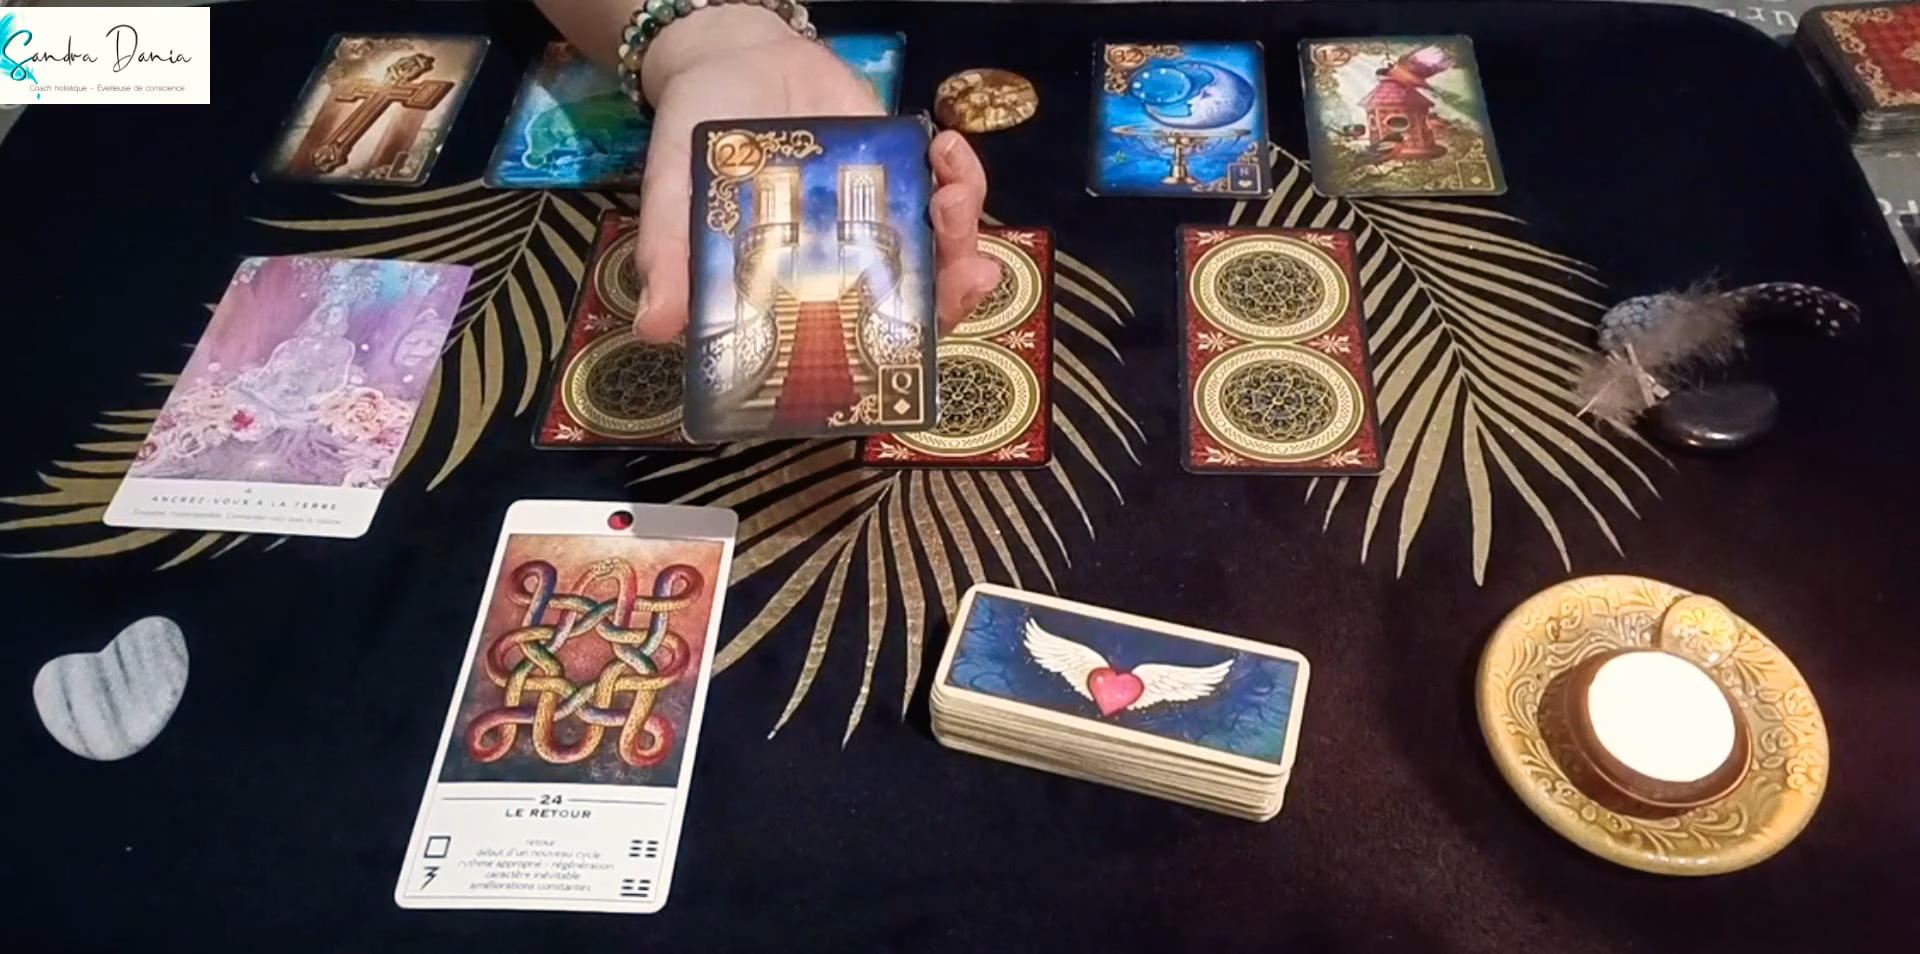 Sandra Dania
Coach holistique - Éveilleuse de conscience
32
12
22
N
Q
ANCREZ-VOUS A LA TERRE
24
LE RETOUR
retour
début d'un nouveau cycle
rythme approprié - régénération
caractère inévitable
améliorations constantes